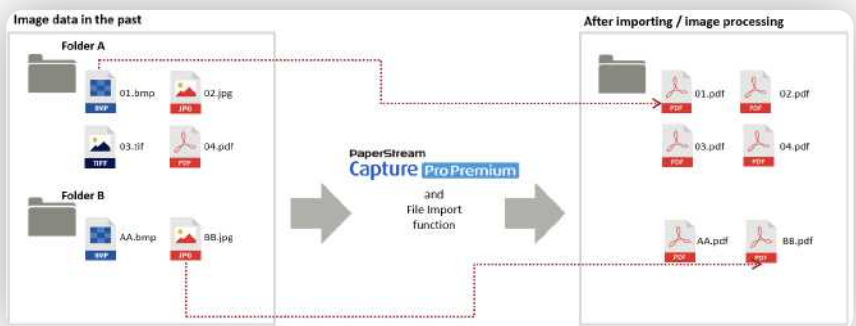 Image data in the past
Folder A
01.bmp
BMP
02.jpg
JPG
03.tif
TIFF
04.pdf
PDF
Folder B
AA.bmp
BMP
BB.jpg
JPG
PaperStream
Capture Pro Premium
and
File Import
function
After importing / image processing
01.pdf
PDF
02.pdf
PDF
03.pdf
PDF
04.pdf
PDF
AA.pdf
PDF
BB.pdf
PDF